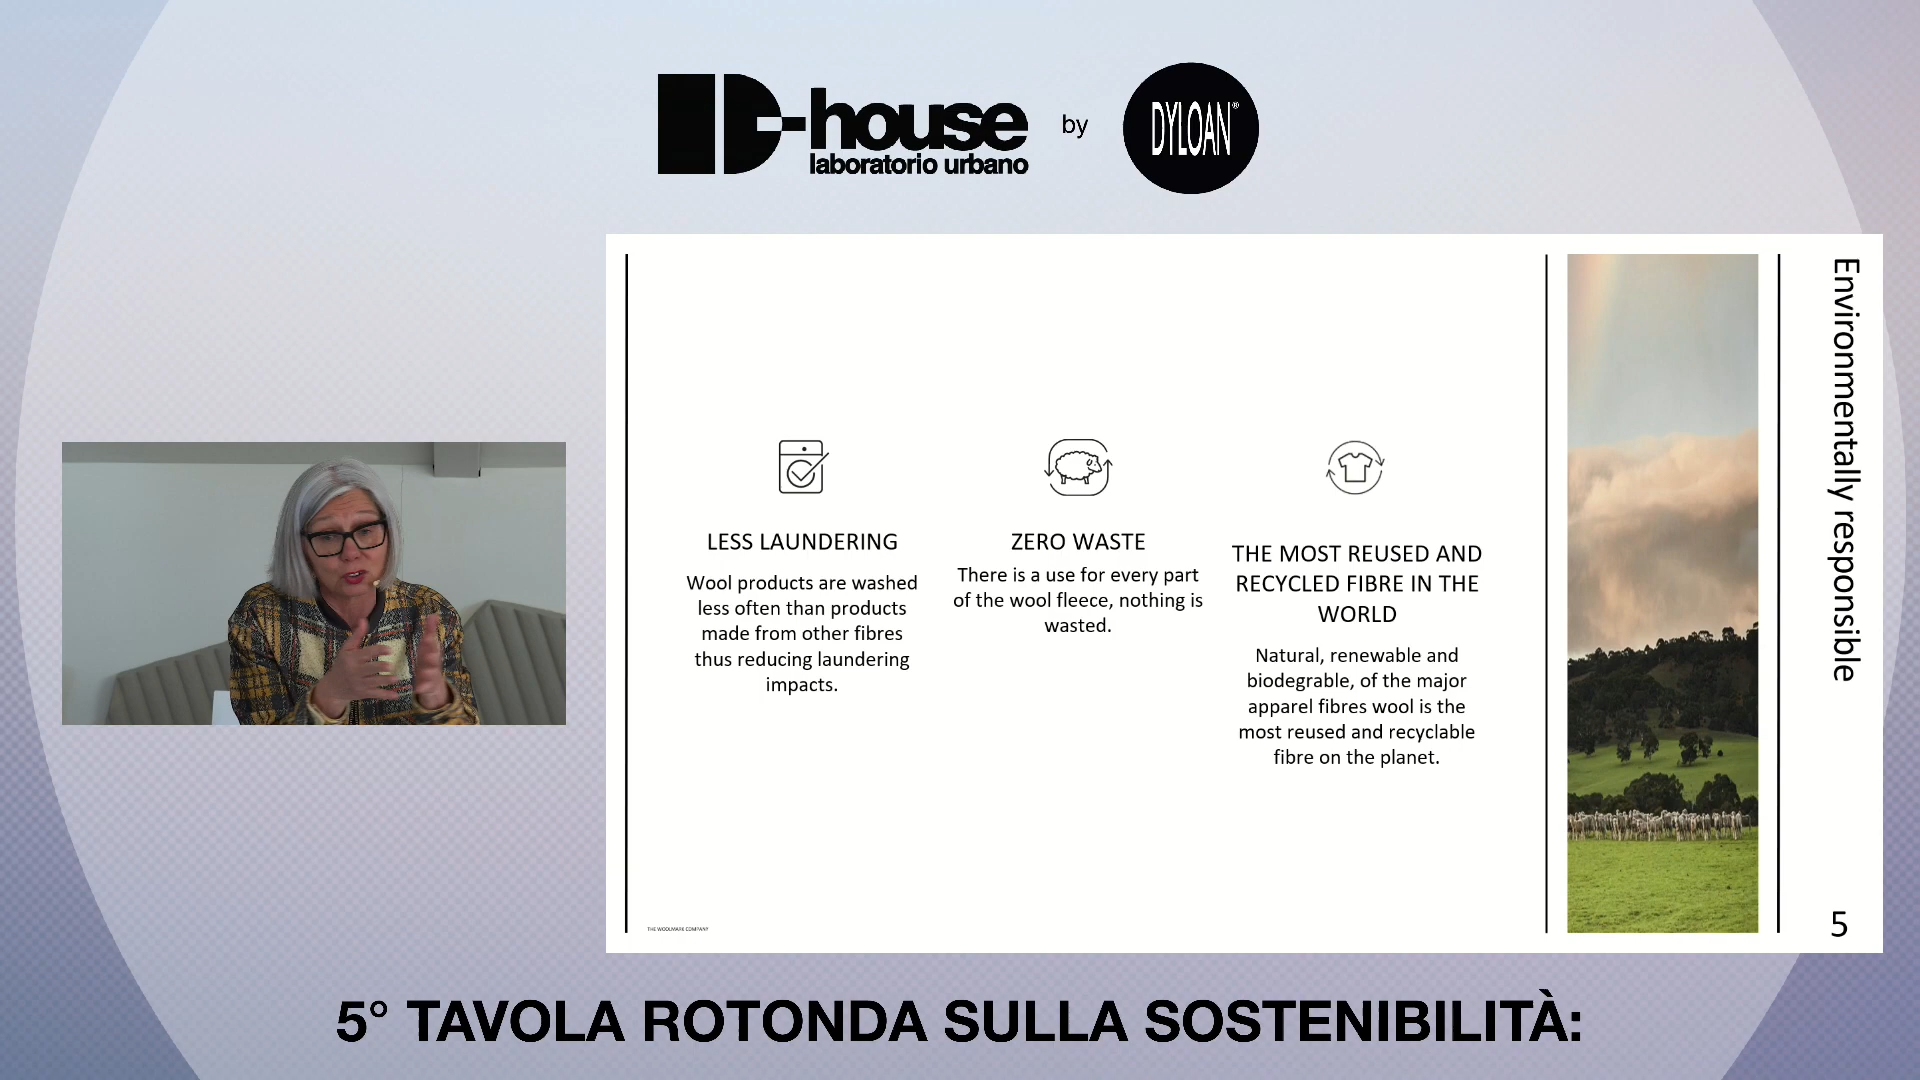 D-house
laboratorio urbano
by
DYLOAN®
LESS LAUNDERING
Wool products are washed
less often than products
made from other fibres
thus reducing laundering
impacts.
ZERO WASTE
There is a use for every part
of the wool fleece, nothing is
wasted.
THE MOST REUSED AND
RECYCLED FIBRE IN THE
WORLD
Natural, renewable and
biodegrable, of the major
apparel fibres wool is the
most reused and recyclable
fibre on the planet.
Environmentally responsible
THE WOOLMARK COMPANY
5
5° TAVOLA ROTONDA SULLA SOSTENIBILITÀ: